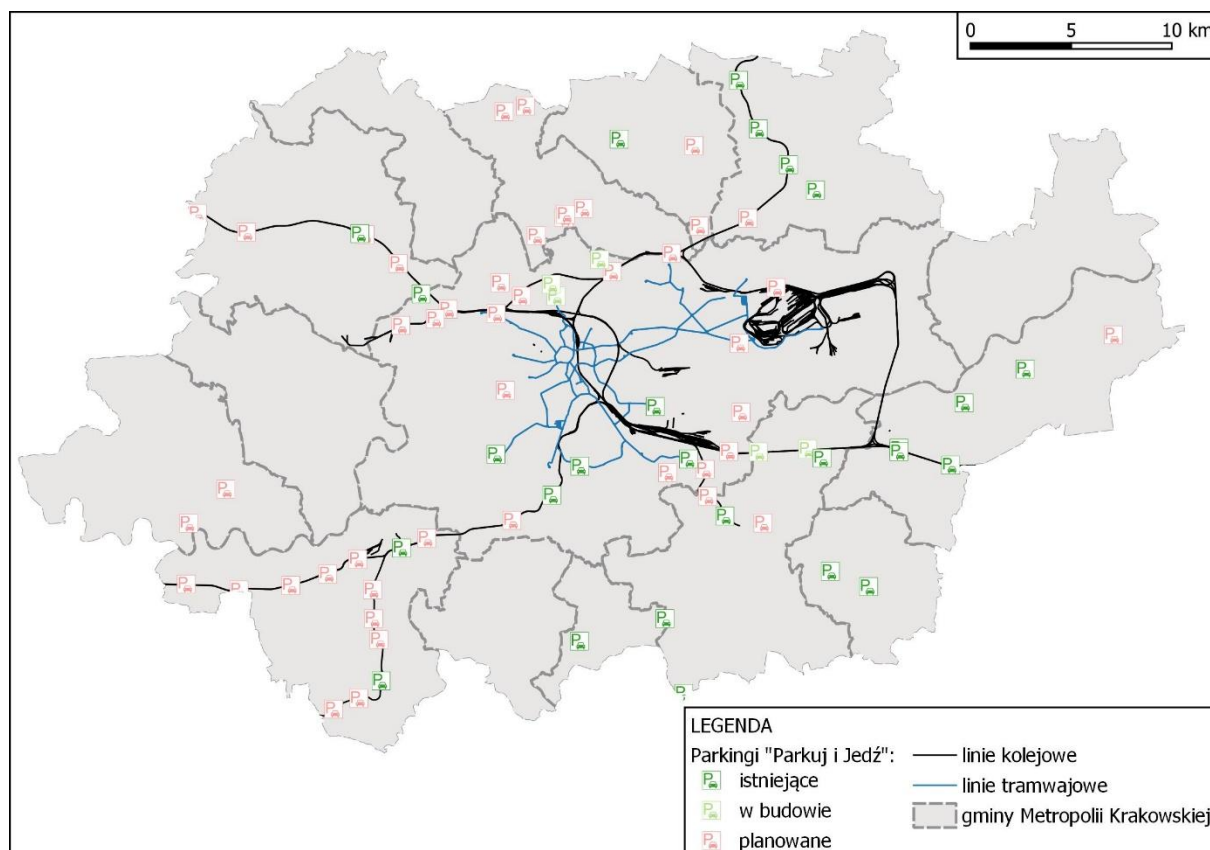 0 5 10 km
LEGENDA
Parkingi "Parkuj i Jedź":
istniejące
w budowie
planowane
linie kolejowe
linie tramwajowe
gminy Metropolii Krakowskiej